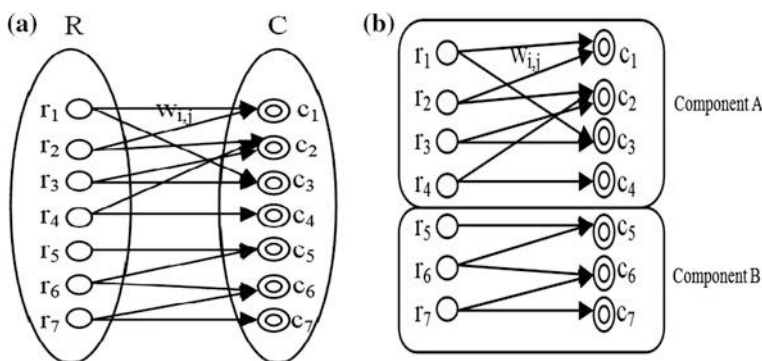 (a) R C
r1 Wi,j c1
r2 c2
r3 c3
r4 c4
r5 c5
r6 c6
r7 c7
(b)
r1 Wi,j c1
r2 c2 Component A
r3 c3
r4 c4
r5 c5
r6 c6 Component B
r7 c7